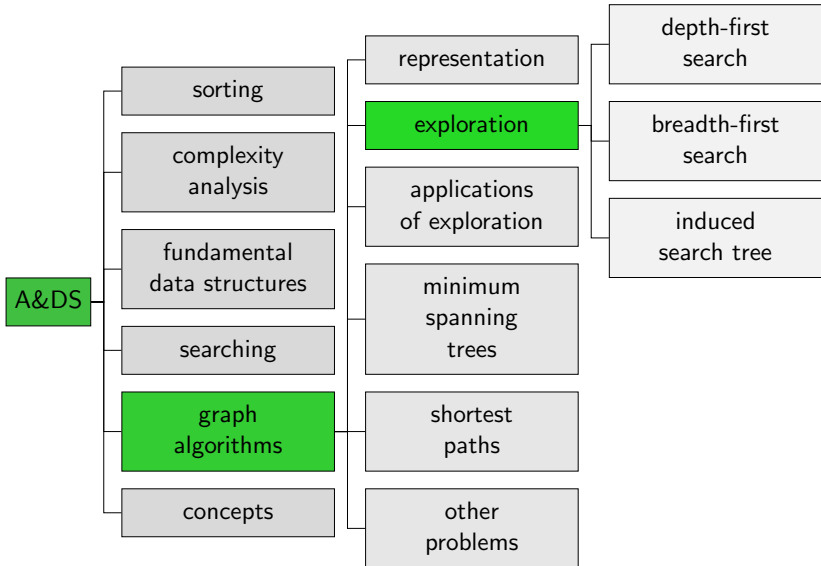 A&DS
sorting
complexity
analysis
fundamental
data structures
searching
graph
algorithms
concepts
representation
exploration
applications
of exploration
minimum
spanning
trees
shortest
paths
other
problems
depth-first
search
breadth-first
search
induced
search tree